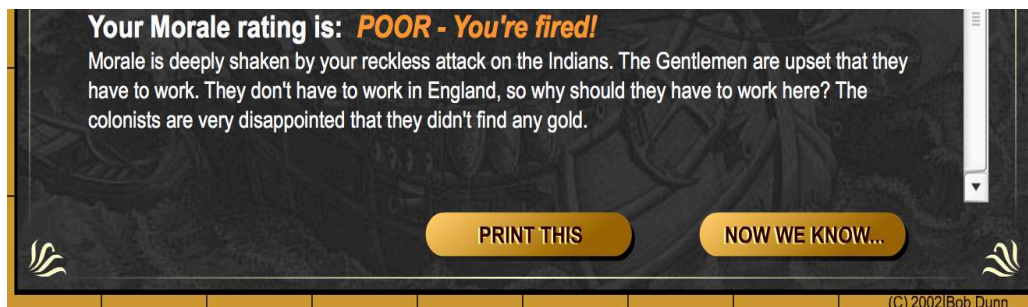 Your Morale rating is: POOR - You're fired!
Morale is deeply shaken by your reckless attack on the Indians. The Gentlemen are upset that they
have to work. They don't have to work in England, so why should they have to work here? The
colonists are very disappointed that they didn't find any gold.
PRINT THIS
NOW WE KNOW...
(C) 2002 Bob Dunn